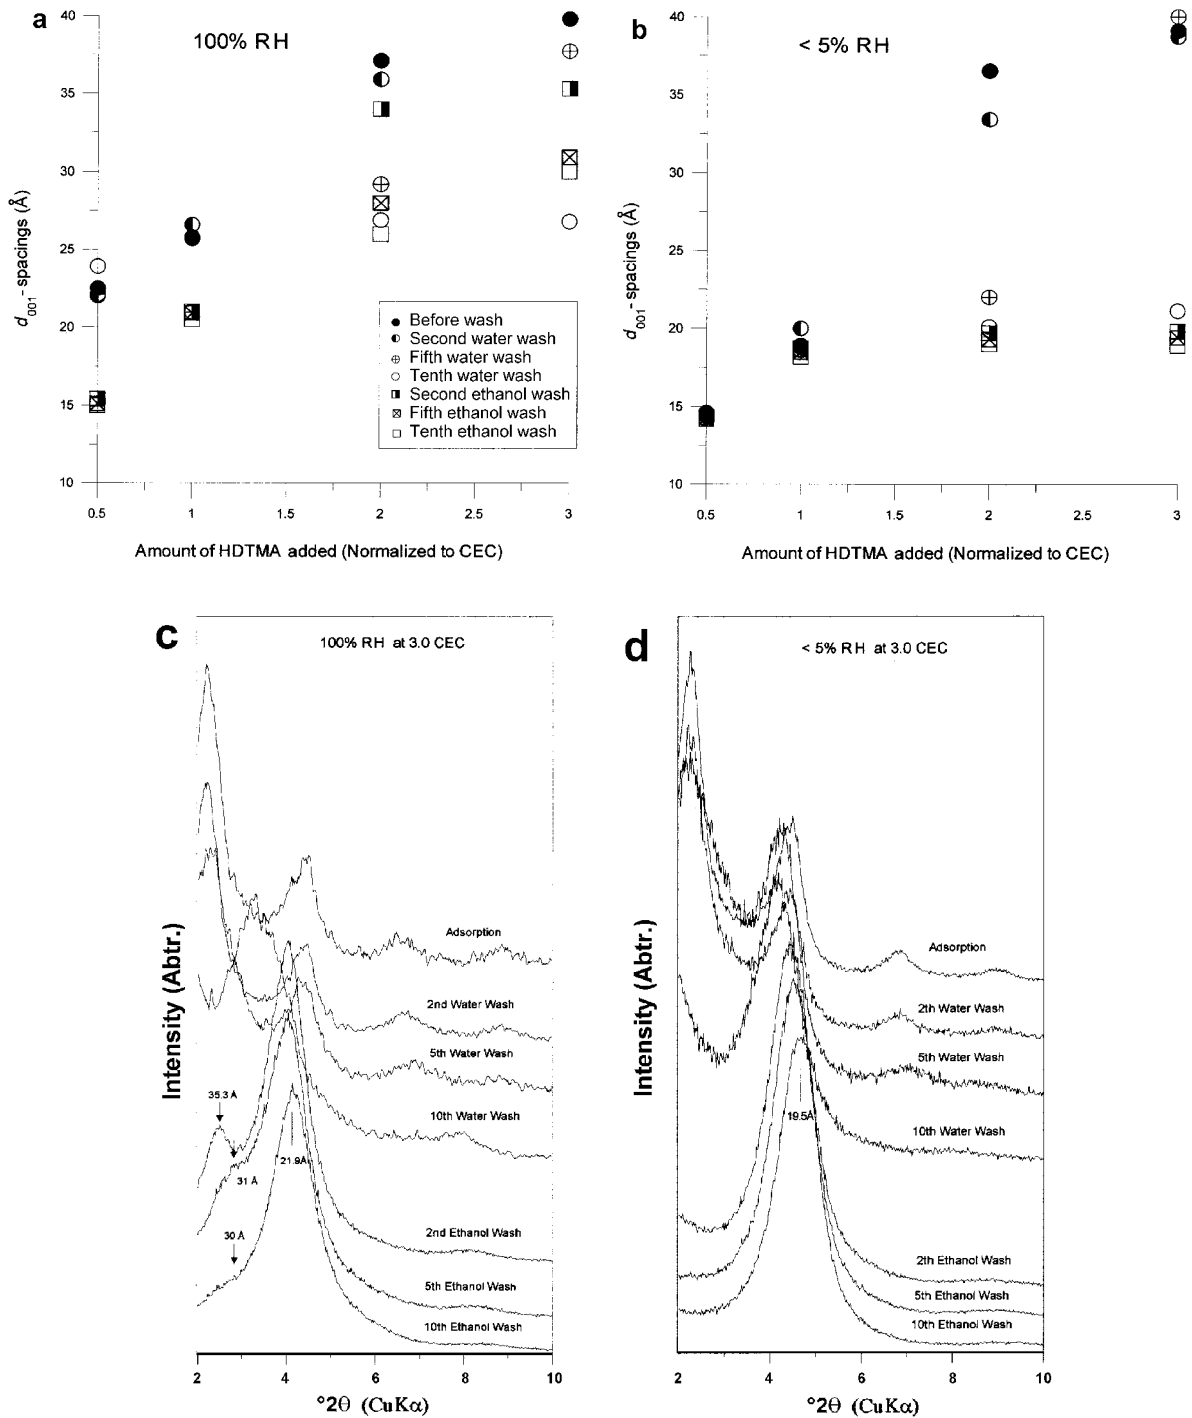 a
100% RH
40
35
30
25
20
15
10
d001- spacings (Å)
0.5
1
1.5
2
2.5
3
Amount of HDTMA added (Normalized to CEC)
Before wash
Second water wash
Fifth water wash
Tenth water wash
Second ethanol wash
Fifth ethanol wash
Tenth ethanol wash
b
< 5% RH
40
35
30
25
20
15
10
d001- spacings (Å)
0.5
1
1.5
2
2.5
3
Amount of HDTMA added (Normalized to CEC)
c
100% RH at 3.0 CEC
Intensity (Abtr.)
Adsorption
2nd Water Wash
5th Water Wash
35.3 Å
10th Water Wash
21.9Å
31 Å
30 Å
2nd Ethanol Wash
5th Ethanol Wash
10th Ethanol Wash
2
4
6
8
10
°2θ (CuKα)
d
< 5% RH at 3.0 CEC
Intensity (Abtr.)
Adsorption
2th Water Wash
5th Water Wash
19.5Å
10th Water Wash
2th Ethanol Wash
5th Ethanol Wash
10th Ethanol Wash
2
4
6
8
10
°2θ (CuKα)